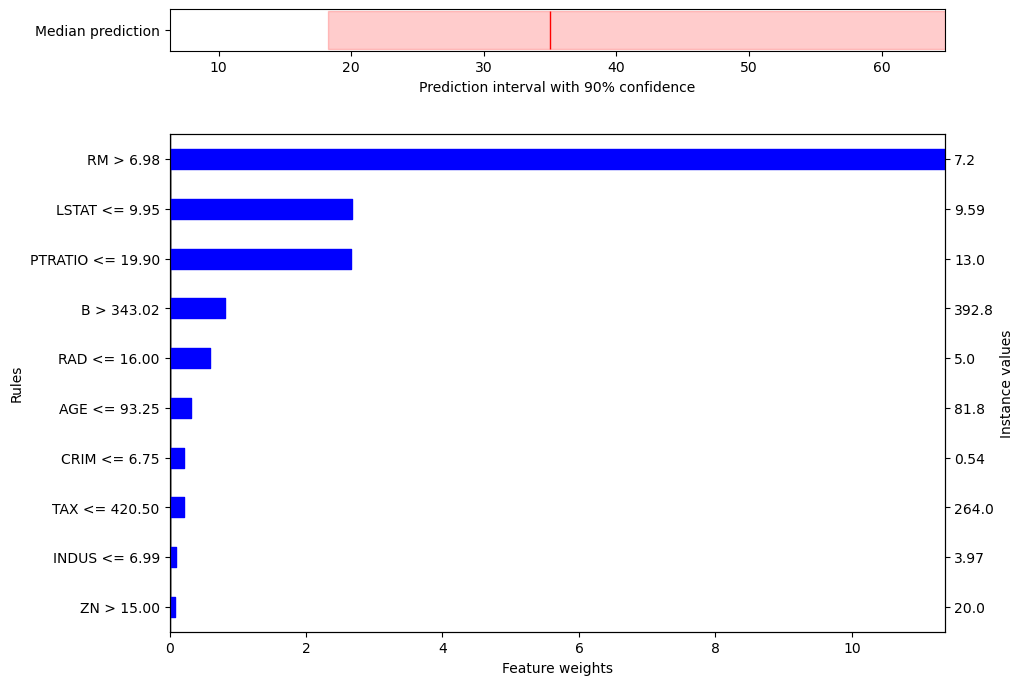 Median prediction
10 20 30 40 50 60
Prediction interval with 90% confidence
RM > 6.98 7.2
LSTAT <= 9.95 9.59
PTRATIO <= 19.90 13.0
B > 343.02 392.8
RAD <= 16.00 5.0
AGE <= 93.25 81.8
CRIM <= 6.75 0.54
TAX <= 420.50 264.0
INDUS <= 6.99 3.97
ZN > 15.00 20.0
Rules
Instance values
0 2 4 6 8 10
Feature weights